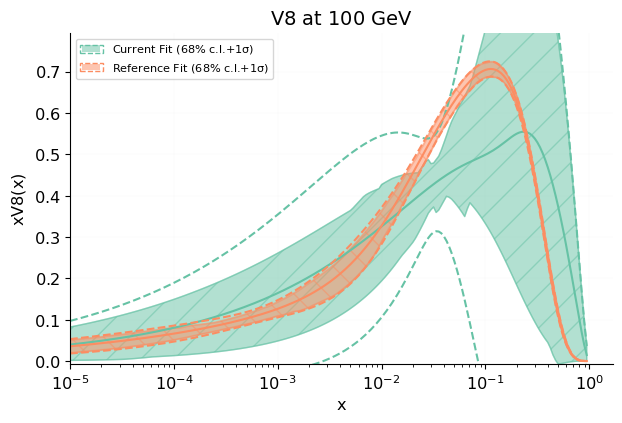 V8 at 100 GeV
Current Fit (68% c.l.+1σ)
Reference Fit (68% c.l.+1σ)
xV8(x)
0.7
0.6
0.5
0.4
0.3
0.2
0.1
0.0
10⁻⁵ 10⁻⁴ 10⁻³ 10⁻² 10⁻¹ 10⁰
x